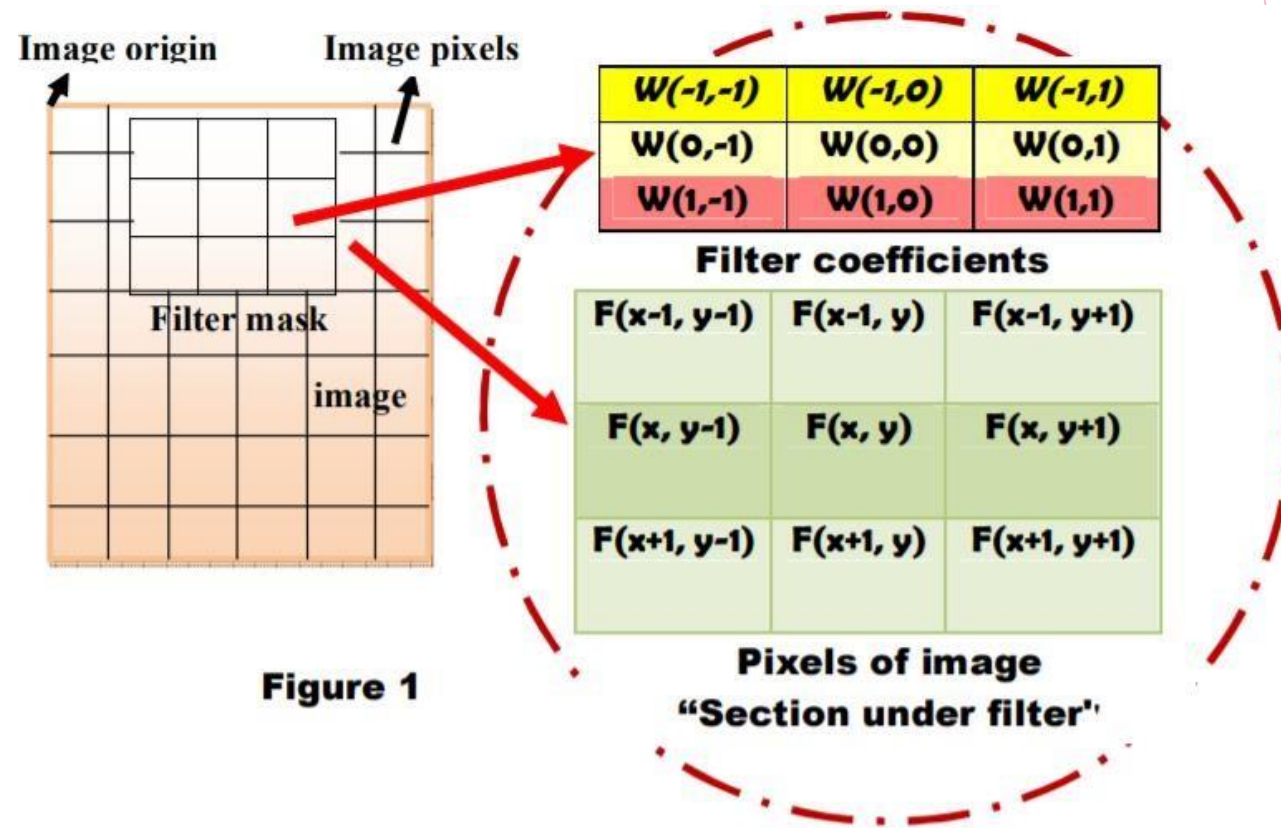 Image origin
Image pixels
Filter mask
image
Figure 1
W(-1,-1) W(-1,0) W(-1,1)
W(0,-1) W(0,0) W(0,1)
W(1,-1) W(1,0) W(1,1)
Filter coefficients
F(x-1, y-1) F(x-1, y) F(x-1, y+1)
F(x, y-1) F(x, y) F(x, y+1)
F(x+1, y-1) F(x+1, y) F(x+1, y+1)
Pixels of image
“Section under filter''